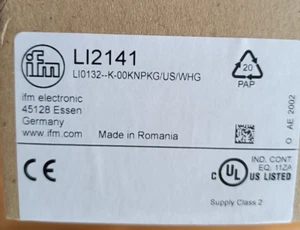 ifm
LI2141
LI0132--K-00KNPKG/US/WHG
ifm electronic
45128 Essen
Germany
www.ifm.com
Made in Romania
20
PAP
O AE 2002
CE
C UL US LISTED
IND. CONT.
EQ. 11ZA
Supply Class 2